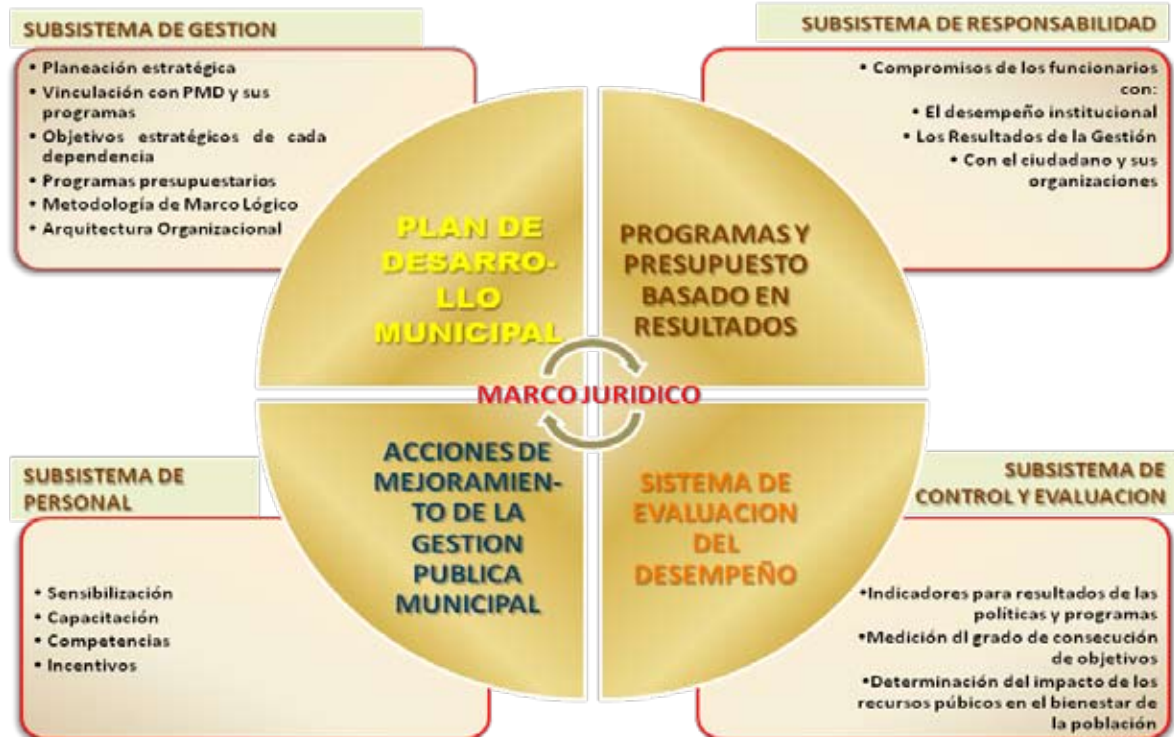 SUBSISTEMA DE GESTION
• Planeación estratégica
• Vinculación con PMD y sus
programas
• Objetivos estratégicos de cada
dependencia
• Programas presupuestarios
• Metodología de Marco Lógico
• Arquitectura Organizacional
SUBSISTEMA DE RESPONSABILIDAD
• Compromisos de los funcionarios
con:
• El desempeño institucional
• Los Resultados de la Gestión
• Con el ciudadano y sus
organizaciones
PLAN DE
DESARRO-
LLO
MUNICIPAL
PROGRAMAS Y
PRESUPUESTO
BASADO EN
RESULTADOS
MARCO JURIDICO
ACCIONES DE
MEJORAMIEN-
TO DE LA
GESTION
PUBLICA
MUNICIPAL
SISTEMA DE
EVALUACION
DEL
DESEMPEÑO
SUBSISTEMA DE
PERSONAL
• Sensibilización
• Capacitación
• Competencias
• Incentivos
SUBSISTEMA DE
CONTROL Y EVALUACION
•Indicadores para resultados de las
políticas y programas
•Medición dl grado de consecución
de objetivos
•Determinación del impacto de los
recursos púbicos en el bienestar de
la población